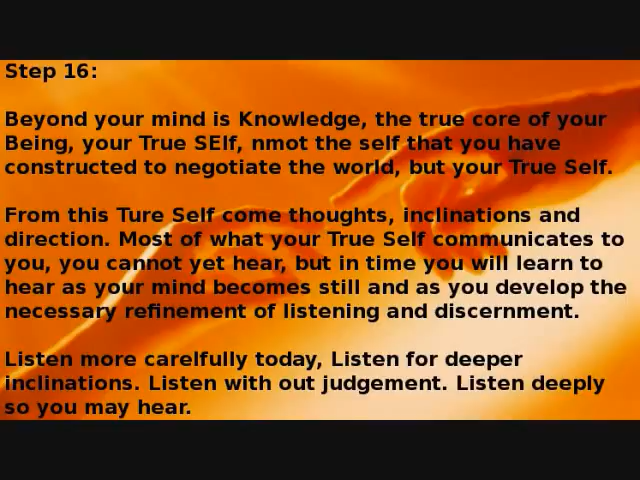 Step 16:
Beyond your mind is Knowledge, the true core of your
Being, your True SElf, nmot the self that you have
constructed to negotiate the world, but your True Self.
From this Ture Self come thoughts, inclinations and
direction. Most of what your True Self communicates to
you, you cannot yet hear, but in time you will learn to
hear as your mind becomes still and as you develop the
necessary refinement of listening and discernment.
Listen more carelfully today, Listen for deeper
inclinations. Listen with out judgement. Listen deeply
so you may hear.